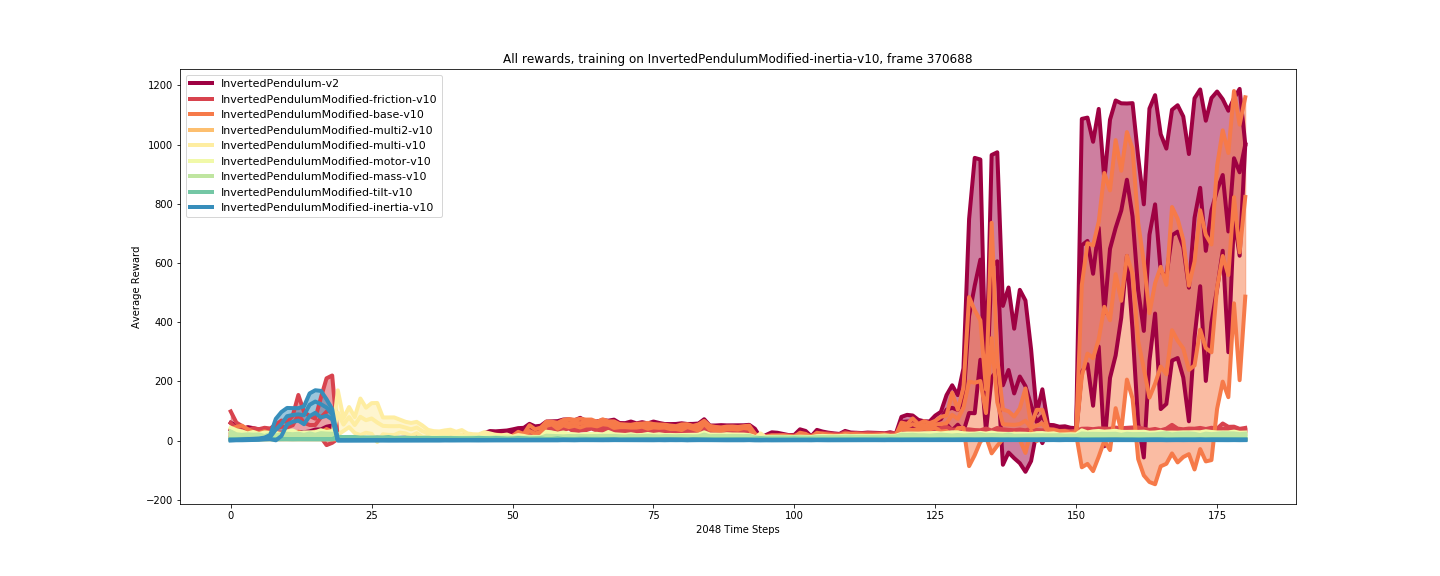 All rewards, training on InvertedPendulumModified-inertia-v10, frame 370688
1200
1000
800
600
400
200
0
−200
Average Reward
InvertedPendulum-v2
InvertedPendulumModified-friction-v10
InvertedPendulumModified-base-v10
InvertedPendulumModified-multi2-v10
InvertedPendulumModified-multi-v10
InvertedPendulumModified-motor-v10
InvertedPendulumModified-mass-v10
InvertedPendulumModified-tilt-v10
InvertedPendulumModified-inertia-v10
0 25 50 75 100 125 150 175
2048 Time Steps